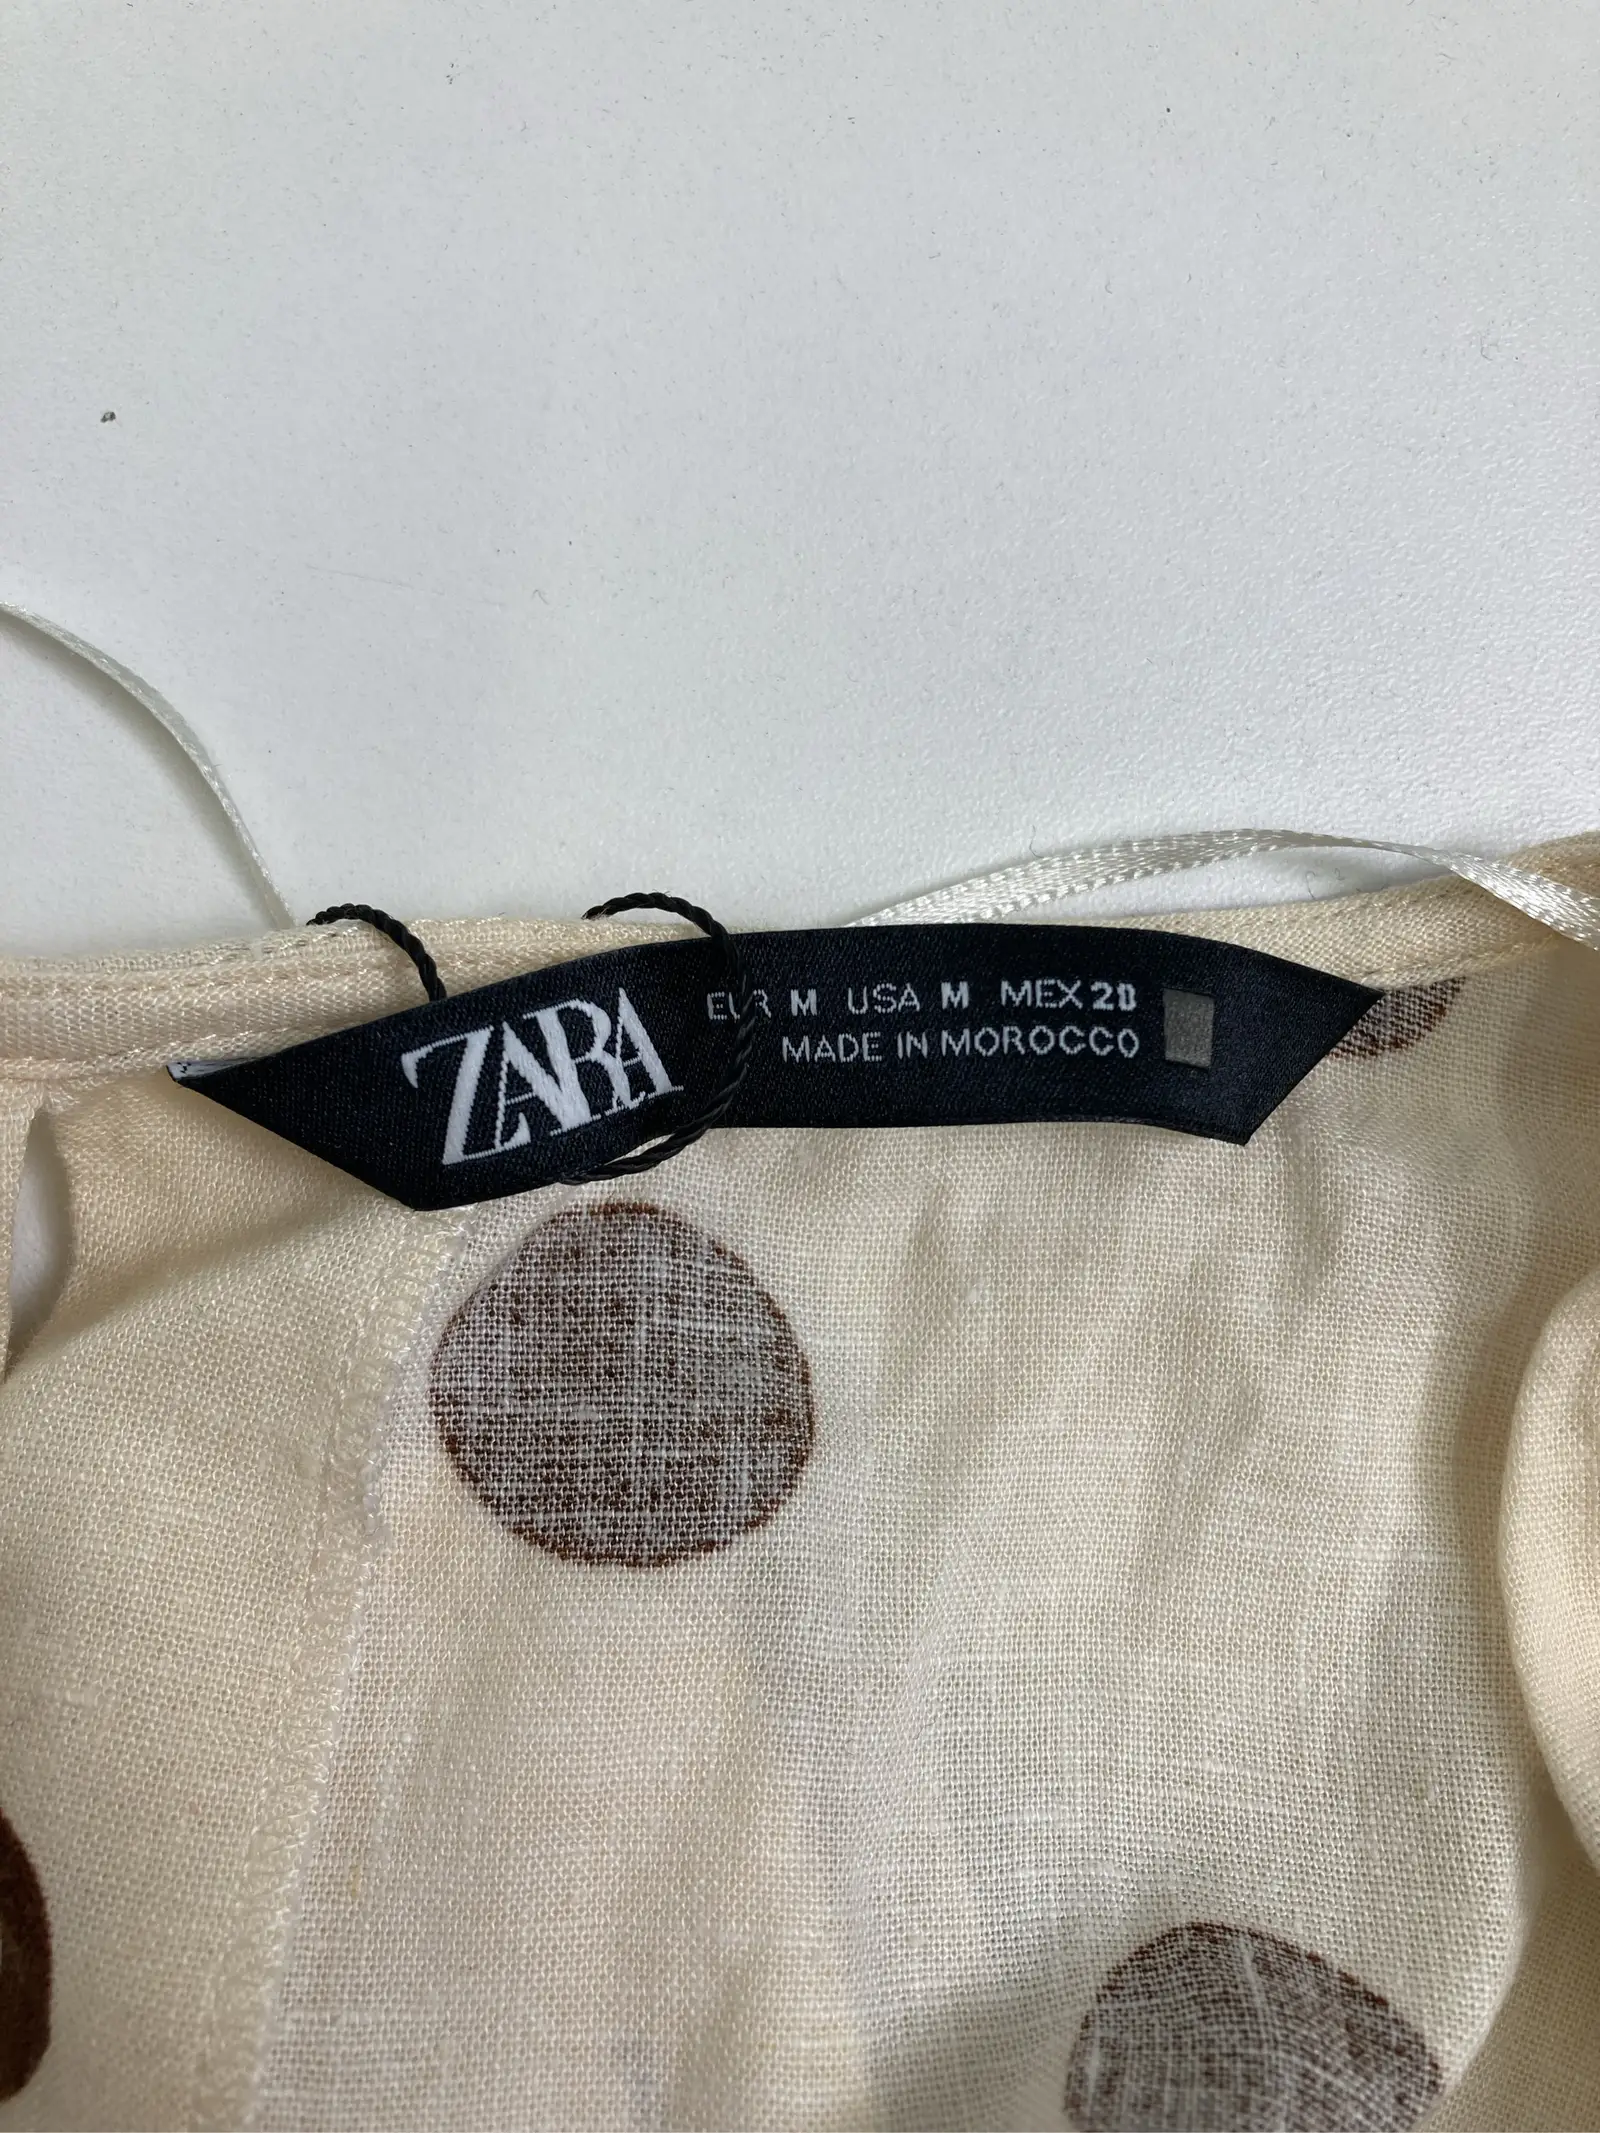 ZARA
EUR M USA M MEX 28
MADE IN MOROCCO